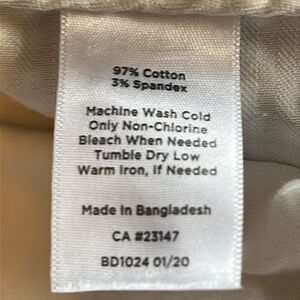 97% Cotton
3% Spandex
Machine Wash Cold
Only Non-Chlorine
Bleach When Needed
Tumble Dry Low
Warm Iron, If Needed
Made In Bangladesh
CA #23147
BD1024 01/20